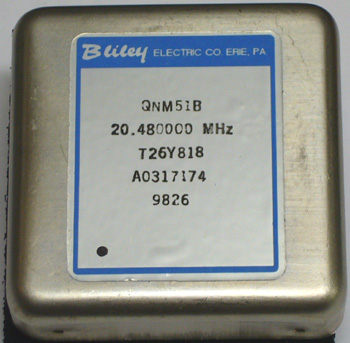 Bliley ELECTRIC CO. ERIE, PA
QNM51B
20.480000 MHz
T26Y818
A0317174
9826